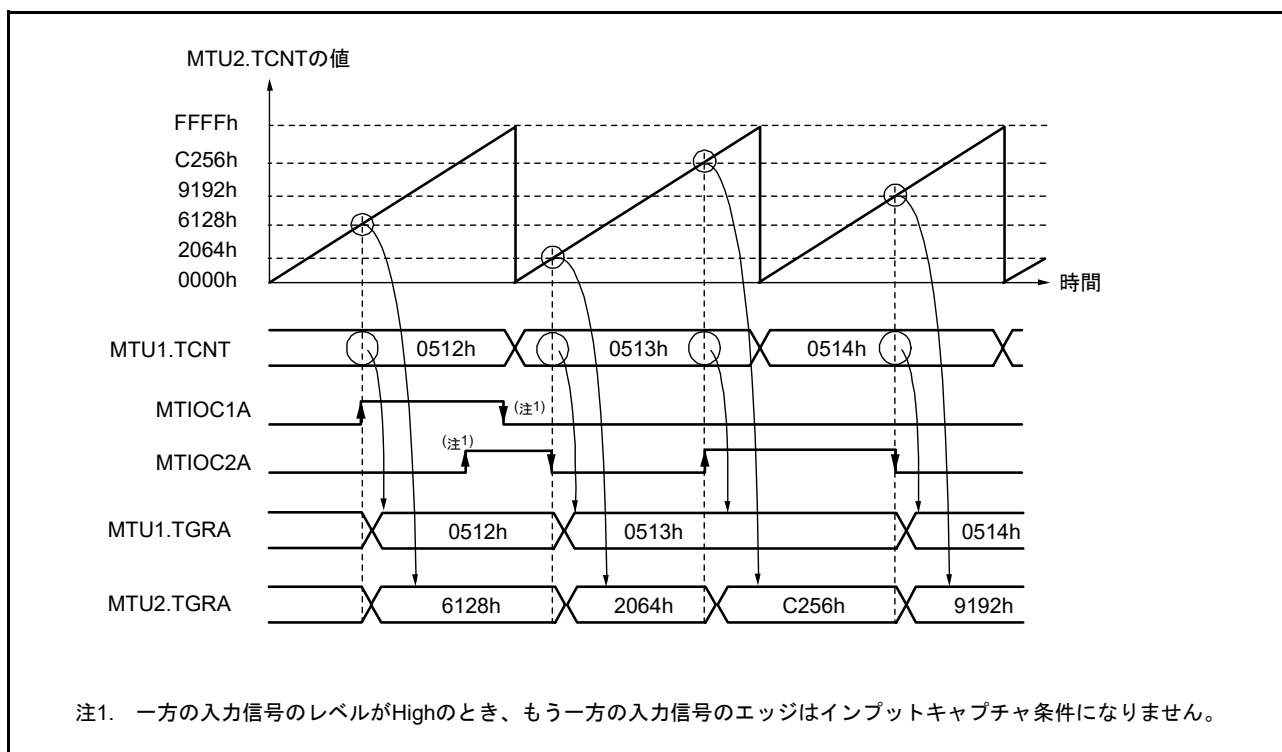 MTU2.TCNTの値
FFFFh
C256h
9192h
6128h
2064h
0000h
時間
MTU1.TCNT 0512h 0513h 0514h
MTIOC1A (注1)
MTIOC2A (注1)
MTU1.TGRA 0512h 0513h 0514h
MTU2.TGRA 6128h 2064h C256h 9192h
注1. 一方の入力信号のレベルがHighのとき、もう一方の入力信号のエッジはインプットキャプチャ条件になりません。